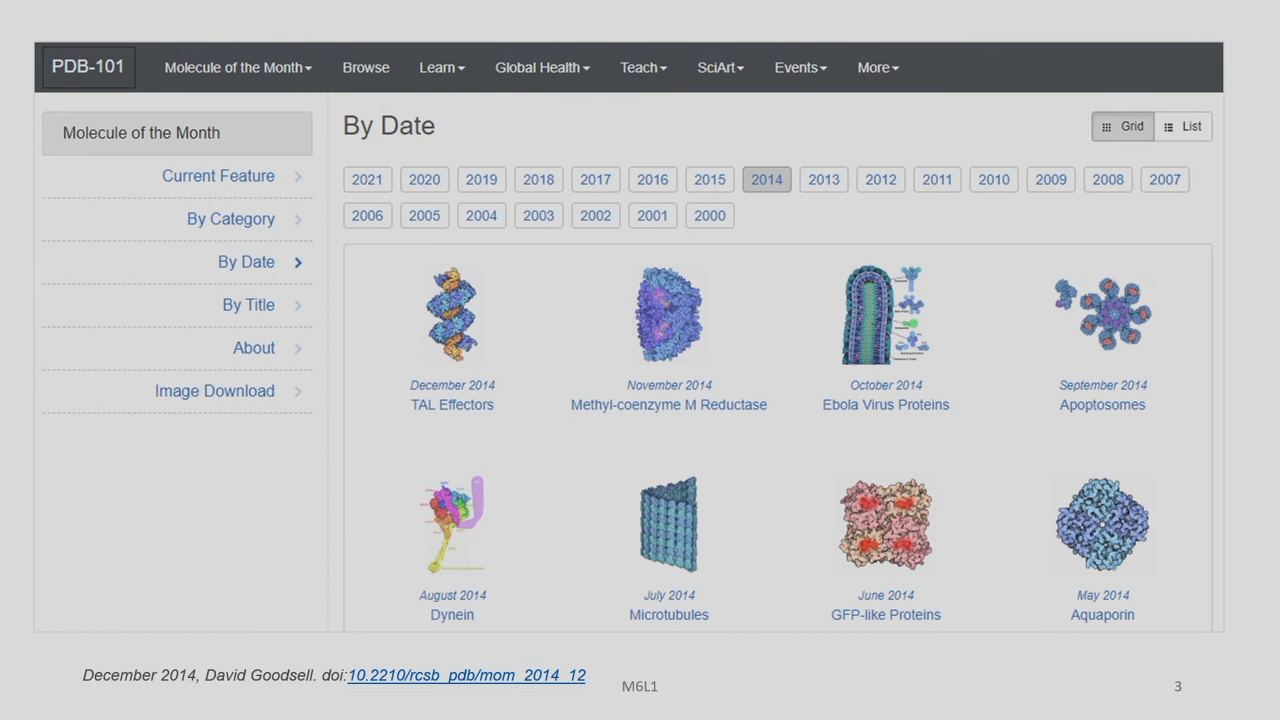 PDB-101 Molecule of the Month Browse Learn Global Health Teach SciArt Events More
Molecule of the Month
Current Feature
By Category
By Date
By Title
About
Image Download
By Date
Grid List
2021 2020 2019 2018 2017 2016 2015 2014 2013 2012 2011 2010 2009 2008 2007
2006 2005 2004 2003 2002 2001 2000
December 2014 November 2014 October 2014 September 2014
TAL Effectors Methyl-coenzyme M Reductase Ebola Virus Proteins Apoptosomes
August 2014 July 2014 June 2014 May 2014
Dynein Microtubules GFP-like Proteins Aquaporin
December 2014, David Goodsell. doi:10.2210/rcsb_pdb/mom_2014_12
M6L1
3